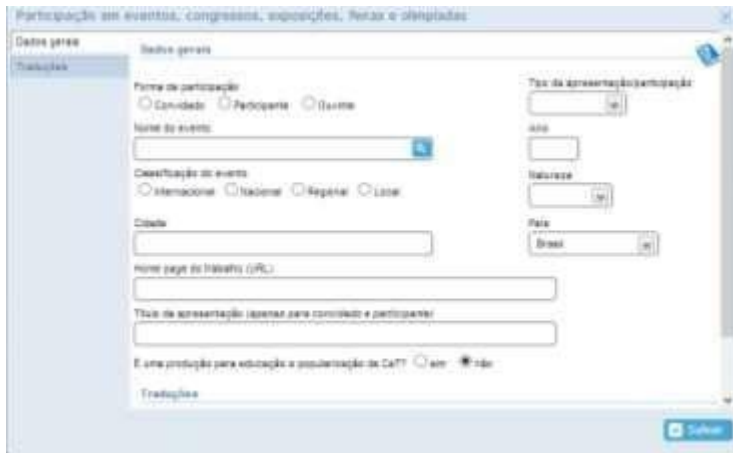 Participação em eventos, congressos, exposições, feiras e olimpíadas
Dados gerais
Traduções
Dados gerais
Forma de participação
Convidado Participante Ouvinte
Tipo da apresentação/participação
Nome do evento
Ano
Classificação do evento
Internacional Nacional Regional Local
Natureza
Cidade
País
Brasil
Home page do trabalho (URL)
Título da apresentação (apenas para convidado e participante)
É uma produção para educação e popularização de C&T? sim não
Traduções
Salvar